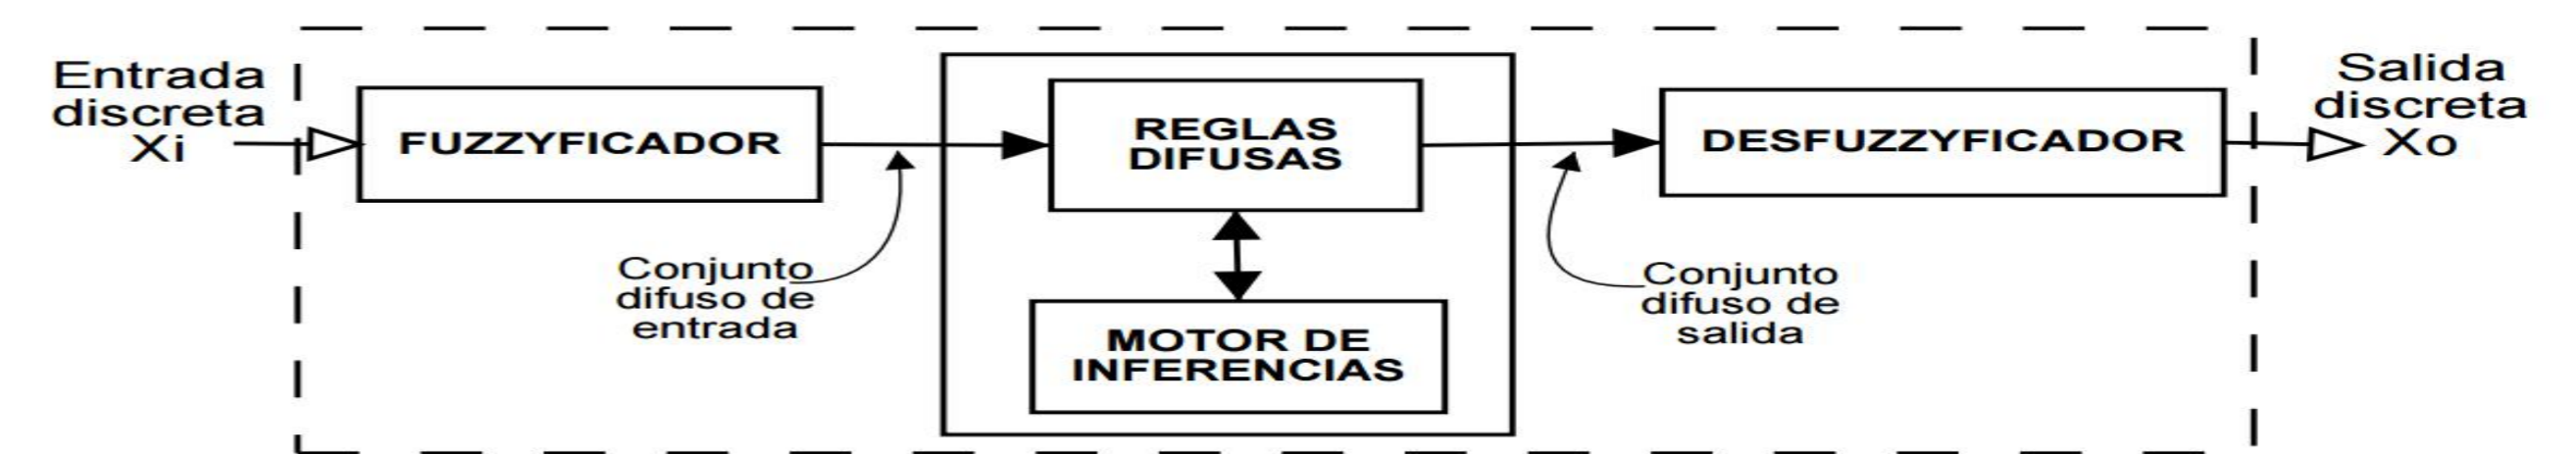 Entrada
discreta
Xi
FUZZYFICADOR
Conjunto
difuso de
entrada
REGLAS
DIFUSAS
MOTOR DE
INFERENCIAS
Conjunto
difuso de
salida
DESFUZZYFICADOR
Salida
discreta
Xo